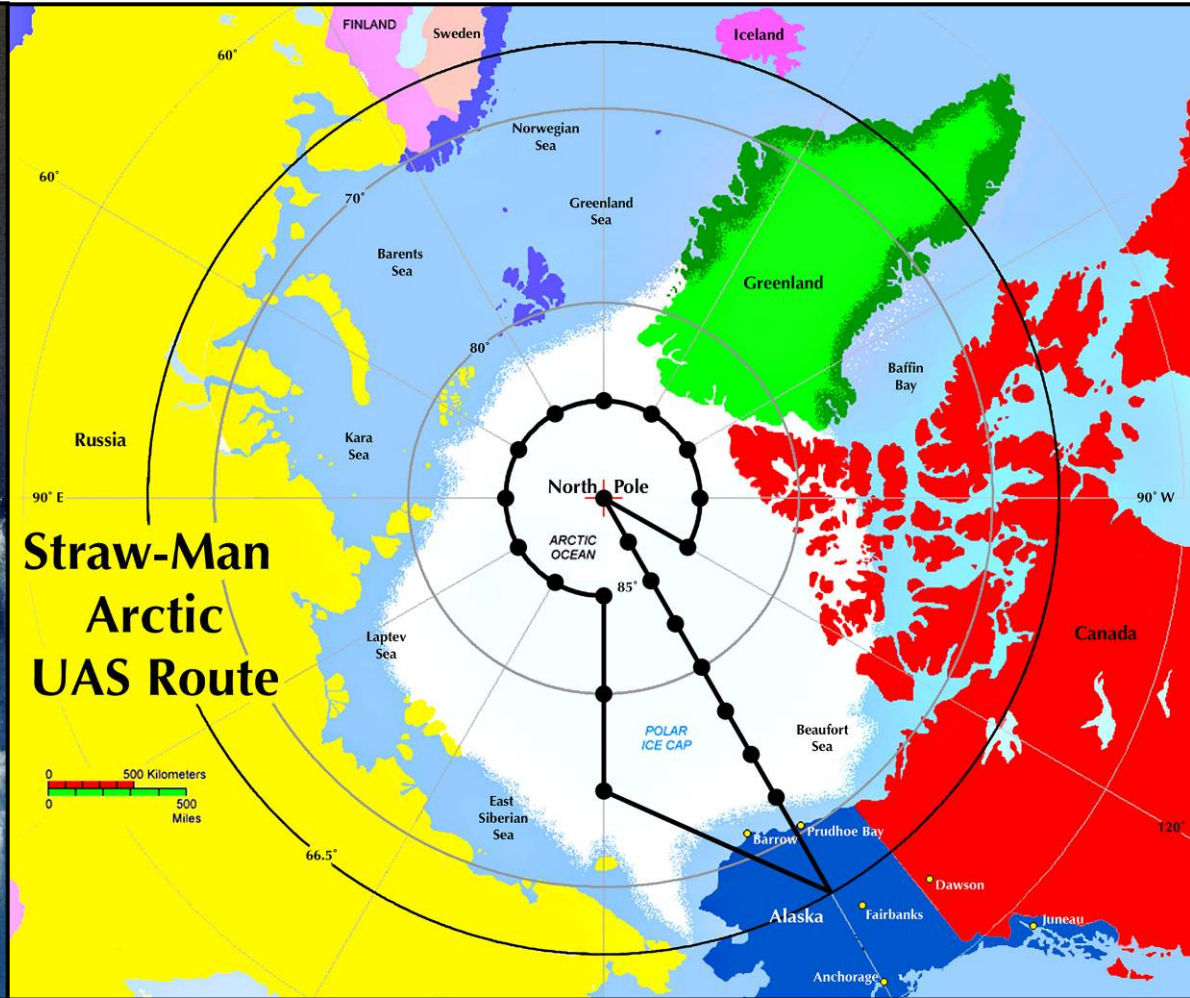 FINLAND
Sweden
Iceland
60°
Norwegian
Sea
60°
70°
Greenland
Sea
Barents
Sea
Greenland
80°
Baffin
Bay
Russia
Kara
Sea
North Pole
90° E
90° W
Straw-Man
Arctic
UAS Route
ARCTIC
OCEAN
85°
Laptev
Sea
Canada
POLAR
ICE CAP
Beaufort
Sea
0 500 Kilometers
0 500
Miles
East
Siberian
Sea
Barrow
Prudhoe Bay
120°
66.5°
Dawson
Alaska
Fairbanks
Juneau
Anchorage